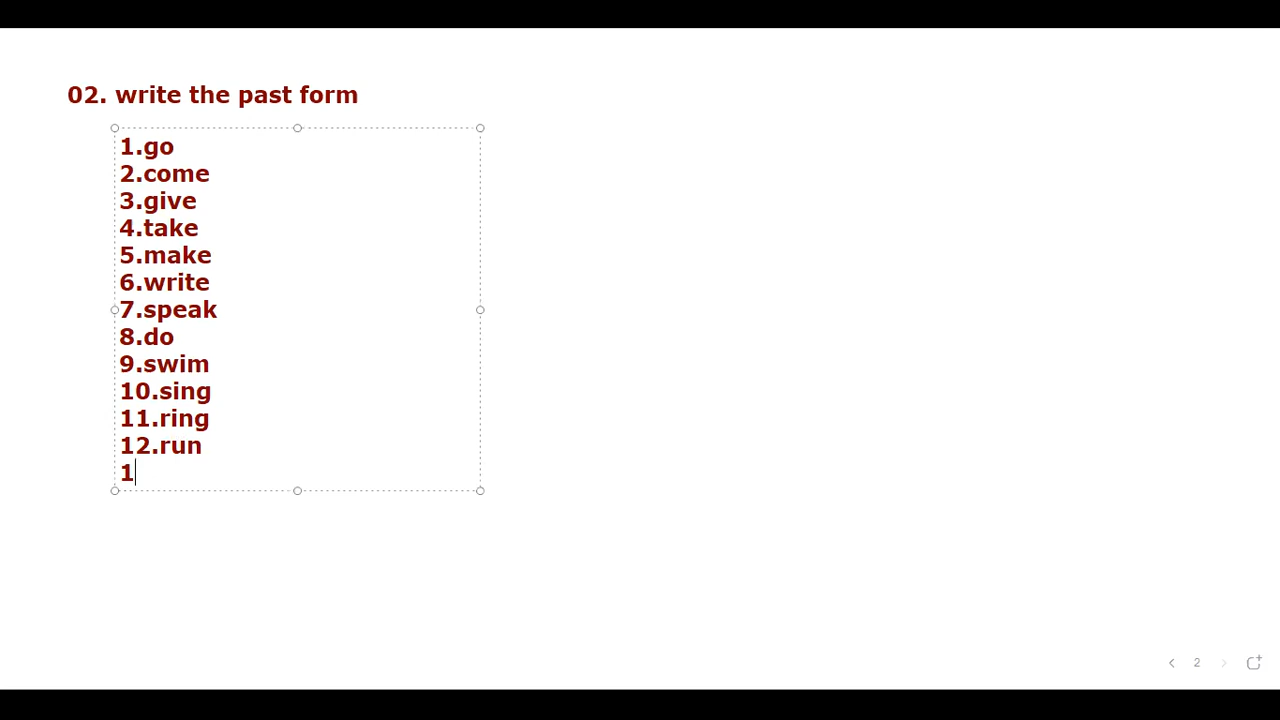 02. write the past form
1.go
2.come
3.give
4.take
5.make
6.write
7.speak
8.do
9.swim
10.sing
11.ring
12.run
1
2